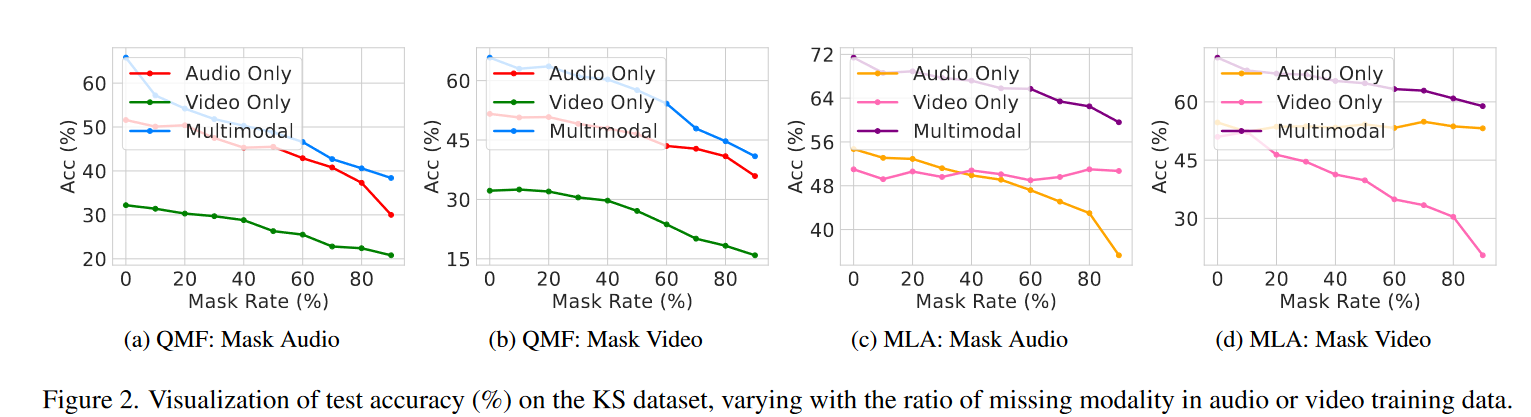 60
50
40
30
20
Acc (%)
Audio Only
Video Only
Multimodal
0 20 40 60 80
Mask Rate (%)
(a) QMF: Mask Audio
60
45
30
15
Acc (%)
Audio Only
Video Only
Multimodal
0 20 40 60 80
Mask Rate (%)
(b) QMF: Mask Video
72
64
56
48
40
Acc (%)
Audio Only
Video Only
Multimodal
0 20 40 60 80
Mask Rate (%)
(c) MLA: Mask Audio
60
45
30
Acc (%)
Audio Only
Video Only
Multimodal
0 20 40 60 80
Mask Rate (%)
(d) MLA: Mask Video
Figure 2. Visualization of test accuracy (%) on the KS dataset, varying with the ratio of missing modality in audio or video training data.